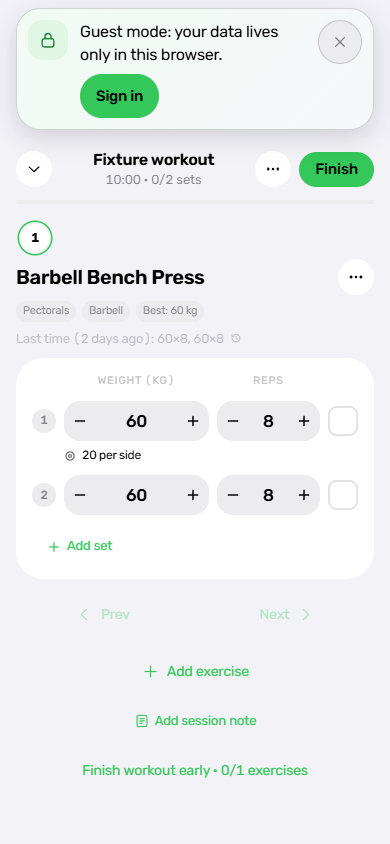 Guest mode: your data lives
only in this browser.
Sign in
Fixture workout
10:00 • 0/2 sets
Finish
1
Barbell Bench Press
Pectorals Barbell Best: 60 kg
Last time (2 days ago): 60×8, 60×8
WEIGHT (KG) REPS
1 − 60 + − 8 +
20 per side
2 − 60 + − 8 +
+ Add set
Prev Next
+ Add exercise
Add session note
Finish workout early • 0/1 exercises